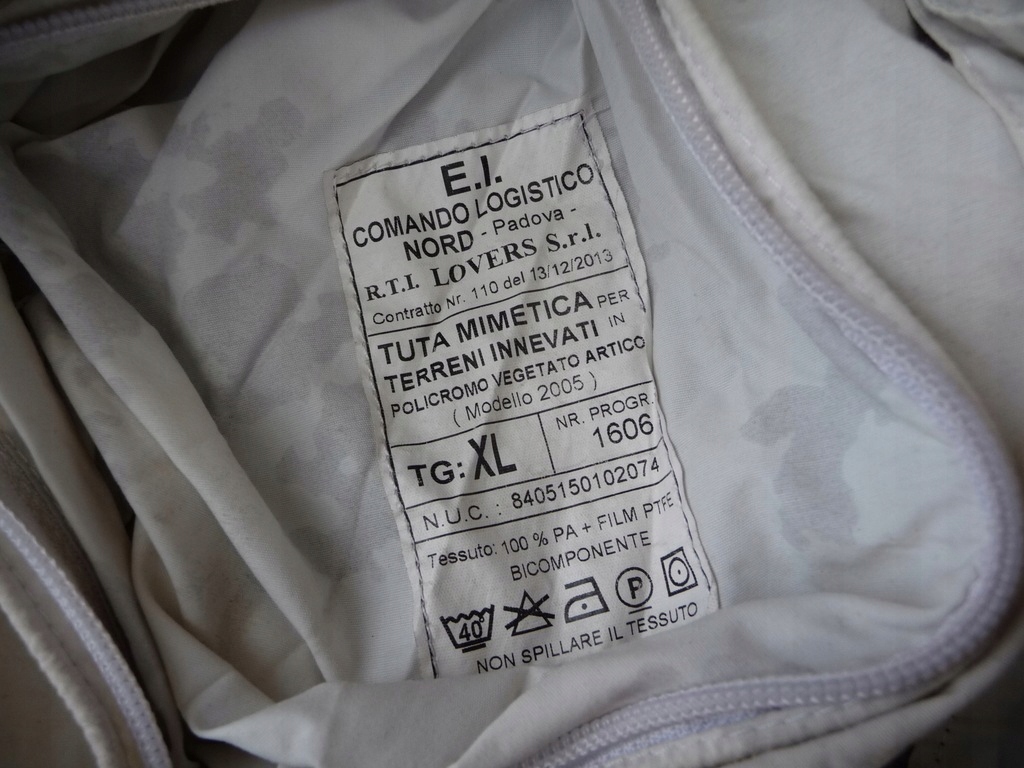 E.I.
COMANDO LOGISTICO
NORD - Padova -
R.T.I. LOVERS S.r.l.
Contratto Nr. 110 del 13/12/2013
TUTA MIMETICA PER
TERRENI INNEVATI IN
POLICROMO VEGETATO ARTICO
( Modello 2005 )
TG: XL
NR. PROGR.
1606
N.U.C. : 8405150102074
Tessuto: 100 % PA + FILM PTFE
BICOMPONENTE
40 P
NON SPILLARE IL TESSUTO